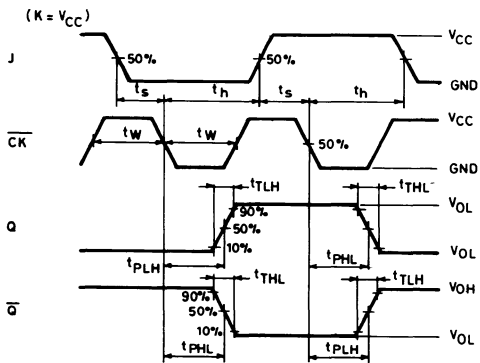 (K = VCC)
J
50%
50%
VCC
GND
ts
th
ts
th
CK
tW
tW
50%
VCC
GND
tTLH
tTHL
Q
90%
50%
10%
VOL
VOL
tPLH
tTHL
tPHL
tTLH
Q
90%
50%
10%
VOH
VOL
tPHL
tPLH